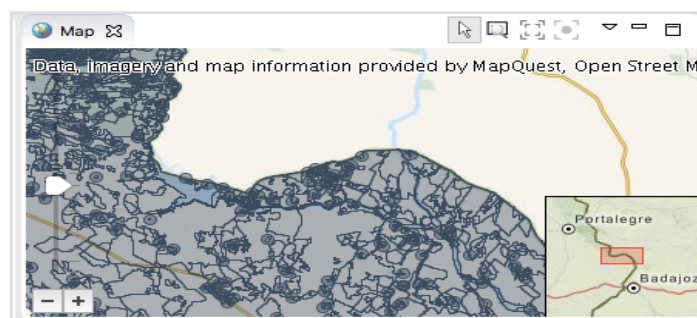 Map
Data, imagery and map information provided by MapQuest, Open Street M
Portalegre
Badajoz